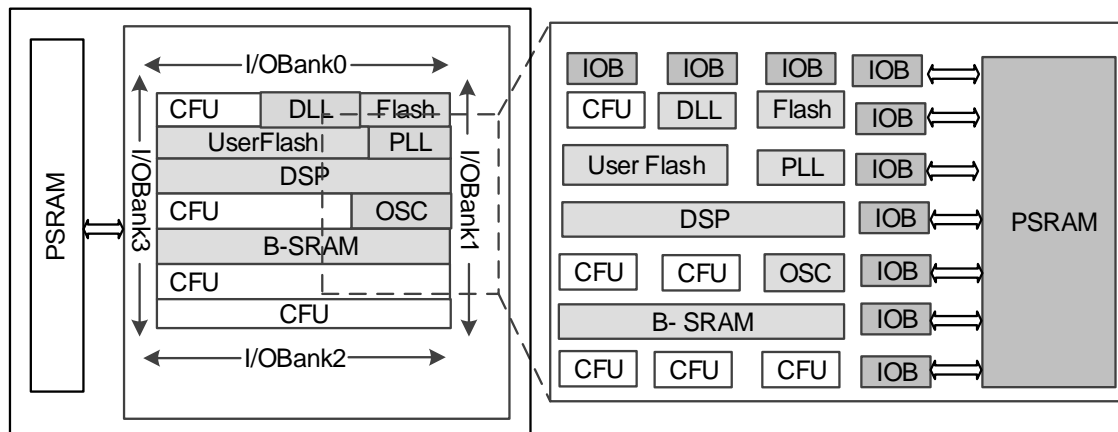 PSRAM
I/OBank0
I/OBank3
I/OBank1
CFU DLL Flash
UserFlash PLL
DSP
CFU OSC
B-SRAM
CFU
CFU
I/OBank2
IOB IOB IOB IOB
CFU DLL Flash IOB
User Flash PLL IOB
DSP IOB
CFU CFU OSC IOB
B- SRAM IOB
CFU CFU CFU IOB
PSRAM